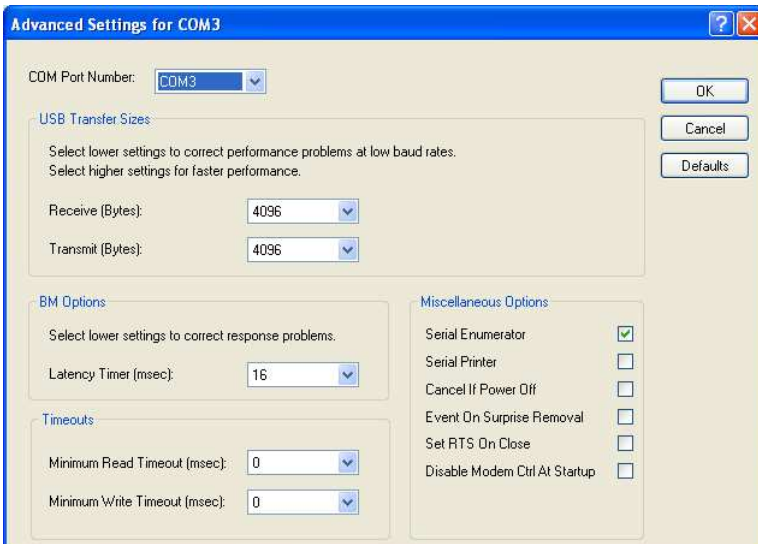 Advanced Settings for COM3
COM Port Number: COM3
OK
Cancel
Defaults
USB Transfer Sizes
Select lower settings to correct performance problems at low baud rates.
Select higher settings for faster performance.
Receive (Bytes): 4096
Transmit (Bytes): 4096
BM Options
Select lower settings to correct response problems.
Latency Timer (msec): 16
Timeouts
Minimum Read Timeout (msec): 0
Minimum Write Timeout (msec): 0
Miscellaneous Options
Serial Enumerator
Serial Printer
Cancel If Power Off
Event On Surprise Removal
Set RTS On Close
Disable Modem Ctrl At Startup